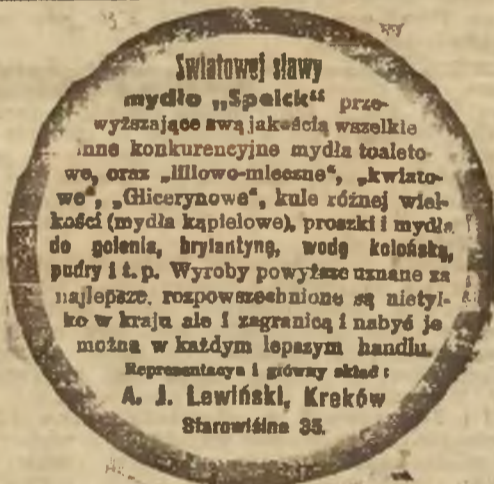 Światowej sławy
mydło „Speick“ prze-
wyższające swą jakością wszelkie
inne konkurencyjne mydła toaleto-
we, oraz „liliowo-mleczne“, „kwiato-
we“, „Glicerynowe“, kule różnej wiel-
kości (mydła kąpielowe), proszki i mydła
do golenia, brylantynę, wodę kolońską,
pudry i t. p. Wyroby powyższe uznane za
najlepsze, rozpowszechnione są nietyl-
ko w kraju ale i zagranicą i nabyć je
można w każdym lepszym handlu.
Reprezentacya i główny skład:
A. J. Lewiński, Kraków
Starowiślna 35.